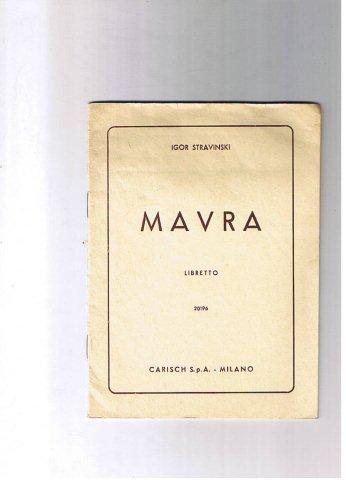 IGOR STRAVINSKI
MAVRA
LIBRETTO
20196
CARISCH S.p.A. - MILANO